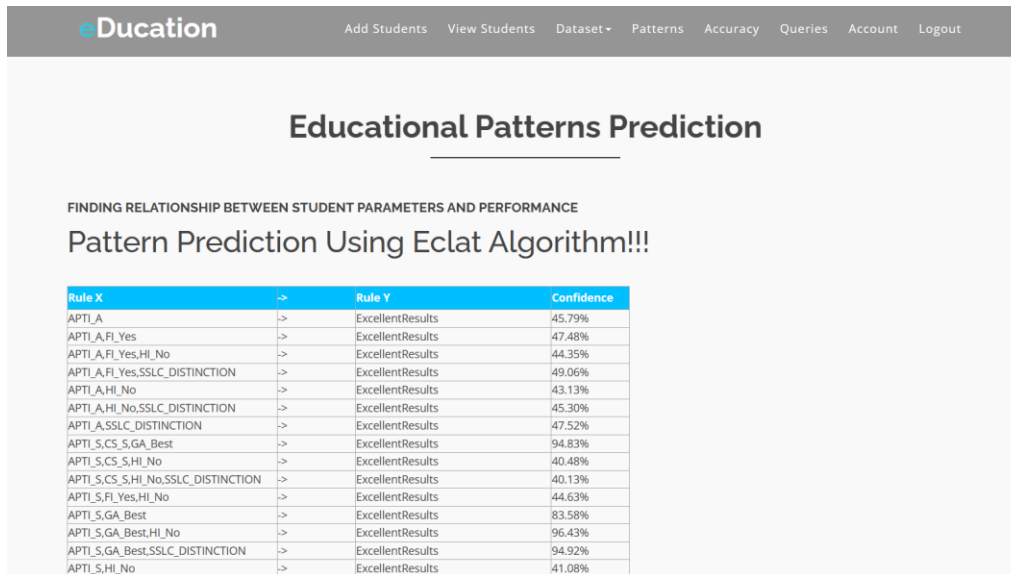 eDucation Add Students View Students Dataset Patterns Accuracy Queries Account Logout
Educational Patterns Prediction
FINDING RELATIONSHIP BETWEEN STUDENT PARAMETERS AND PERFORMANCE
Pattern Prediction Using Eclat Algorithm!!!
Rule X -> Rule Y Confidence
APTI_A -> ExcellentResults 45.79%
APTI_A,FI_Yes -> ExcellentResults 47.48%
APTI_A,FI_Yes,HI_No -> ExcellentResults 44.35%
APTI_A,FI_Yes,SSLC_DISTINCTION -> ExcellentResults 49.06%
APTI_A,HI_No -> ExcellentResults 43.13%
APTI_A,HI_No,SSLC_DISTINCTION -> ExcellentResults 45.30%
APTI_A,SSLC_DISTINCTION -> ExcellentResults 47.52%
APTI_S,CS_S,GA_Best -> ExcellentResults 94.83%
APTI_S,CS_S,HI_No -> ExcellentResults 40.48%
APTI_S,CS_S,HI_No,SSLC_DISTINCTION -> ExcellentResults 40.13%
APTI_S,FI_Yes,HI_No -> ExcellentResults 44.63%
APTI_S,GA_Best -> ExcellentResults 83.58%
APTI_S,GA_Best,HI_No -> ExcellentResults 96.43%
APTI_S,GA_Best,SSLC_DISTINCTION -> ExcellentResults 94.92%
APTI_S,HI_No -> ExcellentResults 41.08%